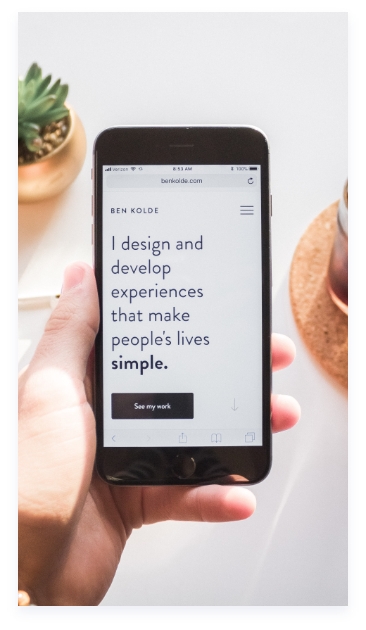 verizon 9:53 AM 100%
benkolde.com
BEN KOLDE
I design and
develop
experiences
that make
people's lives
simple.
See my work